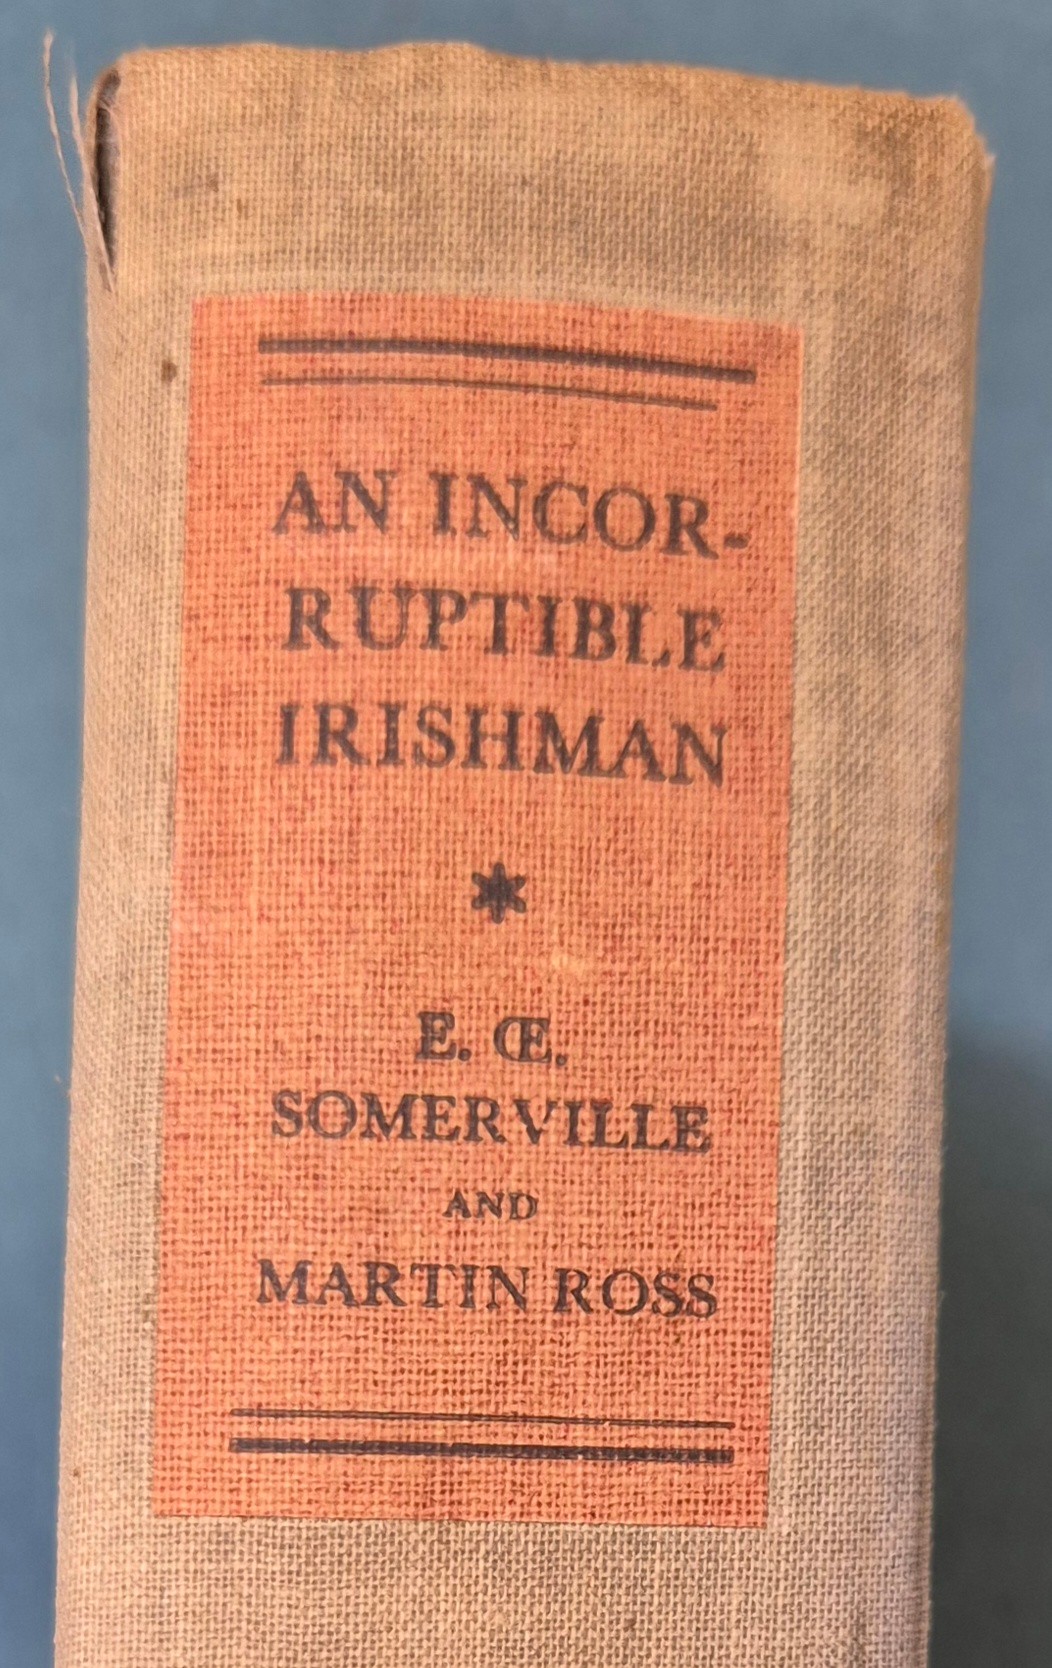 AN INCOR-
RUPTIBLE
IRISHMAN
E. Œ.
SOMERVILLE
AND
MARTIN ROSS